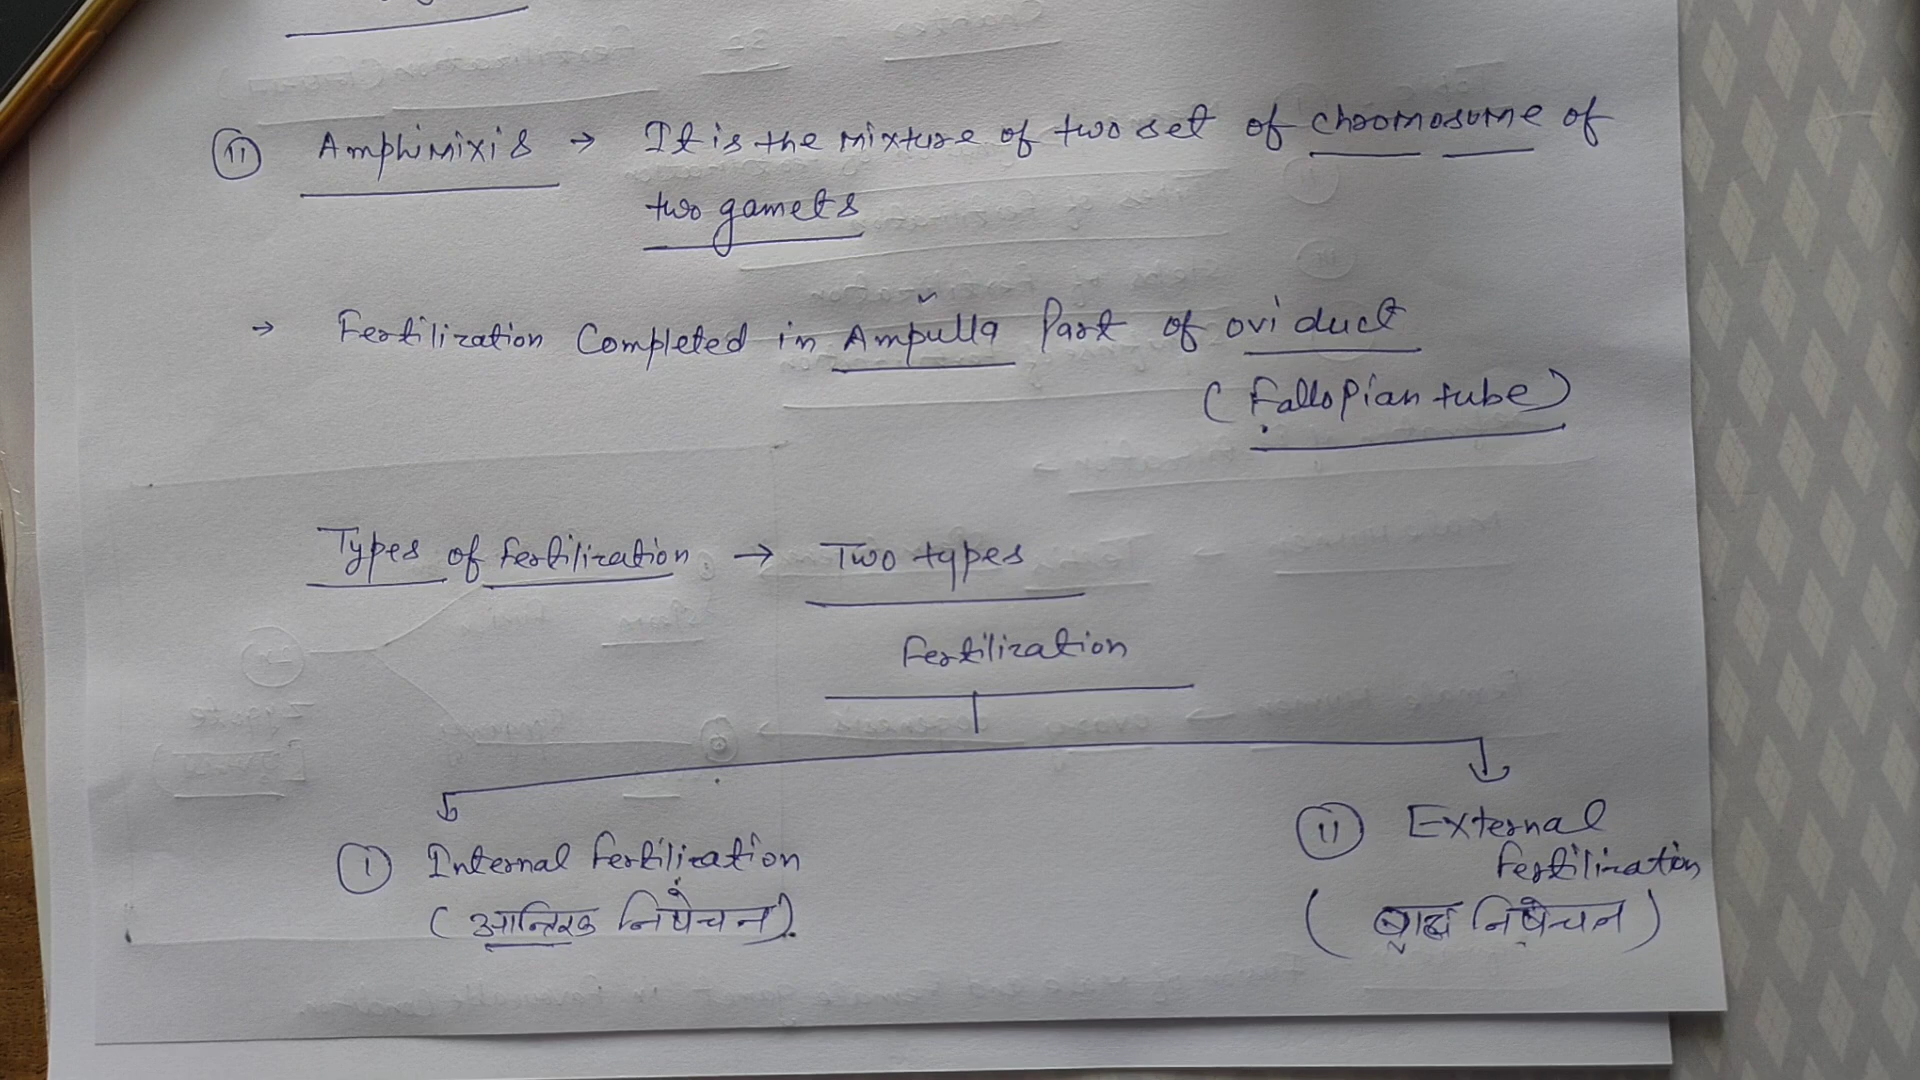 (ii) Amphimixis → It is the mixture of two set of chromosome of
two gamets
→ Fertilization Completed in Ampulla Part of oviduct
(Fallopian tube)
Types of Fertilization → Two types
Fertilization
(i) Internal Fertilization
(आन्तिरक निषेचन).
(ii) External
Fertilization
(बाह्य निषेचन)